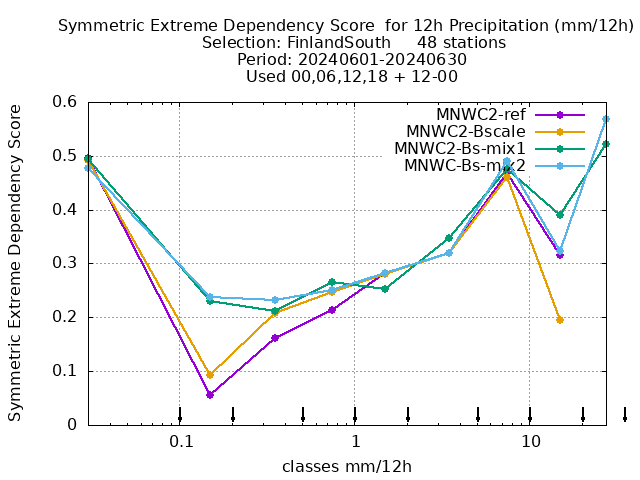 Symmetric Extreme Dependency Score for 12h Precipitation (mm/12h)
Selection: FinlandSouth 48 stations
Period: 20240601-20240630
Used 00,06,12,18 + 12-00
Symmetric Extreme Dependency Score
0.6
0.5
0.4
0.3
0.2
0.1
0
MNWC2-ref
MNWC2-Bscale
MNWC2-Bs-mix1
MNWC-Bs-mix2
0.1
1
10
classes mm/12h